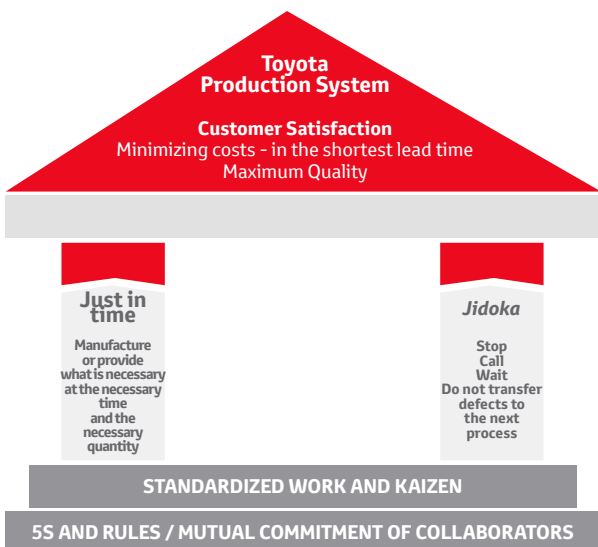 Toyota
Production System
Customer Satisfaction
Minimizing costs - in the shortest lead time
Maximum Quality
Just in
time
Manufacture
or provide
what is necessary
at the necessary
time
and the
necessary
quantity
Jidoka
Stop
Call
Wait
Do not transfer
defects to
the next
process
STANDARDIZED WORK AND KAIZEN
5S AND RULES / MUTUAL COMMITMENT OF COLLABORATORS